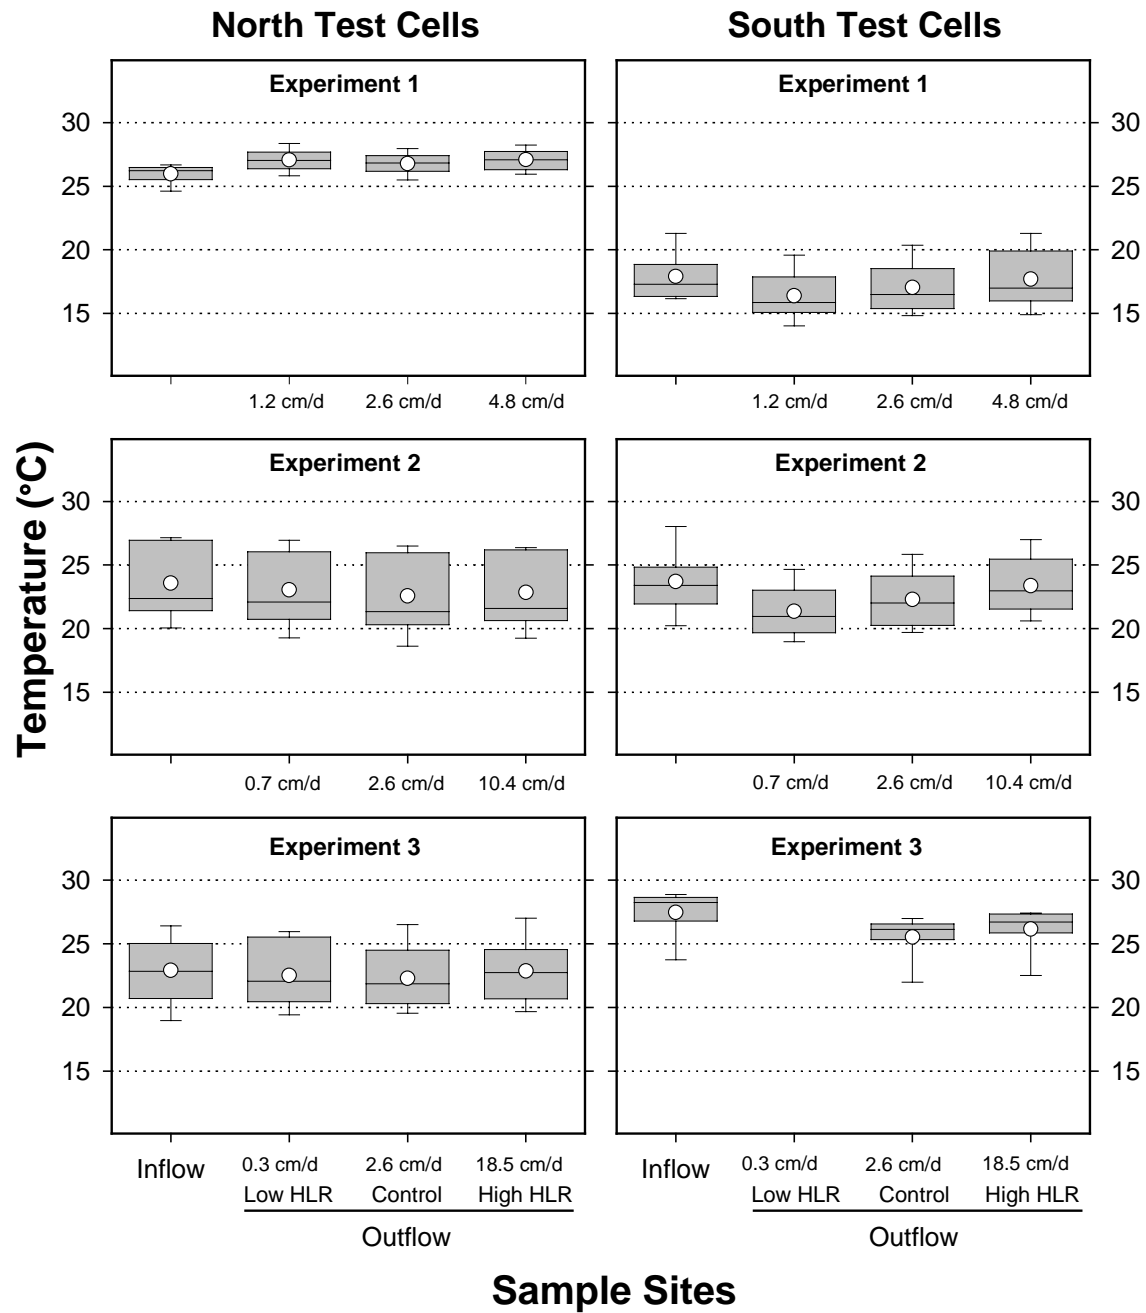 North Test Cells South Test Cells
Experiment 1 Experiment 1
30 30
25 25
20 20
15 15
1.2 cm/d 2.6 cm/d 4.8 cm/d 1.2 cm/d 2.6 cm/d 4.8 cm/d
Temperature (°C)
Experiment 2 Experiment 2
30 30
25 25
20 20
15 15
0.7 cm/d 2.6 cm/d 10.4 cm/d 0.7 cm/d 2.6 cm/d 10.4 cm/d
Experiment 3 Experiment 3
30 30
25 25
20 20
15 15
Inflow 0.3 cm/d 2.6 cm/d 18.5 cm/d Inflow 0.3 cm/d 2.6 cm/d 18.5 cm/d
Low HLR Control High HLR Low HLR Control High HLR
Outflow Outflow
Sample Sites